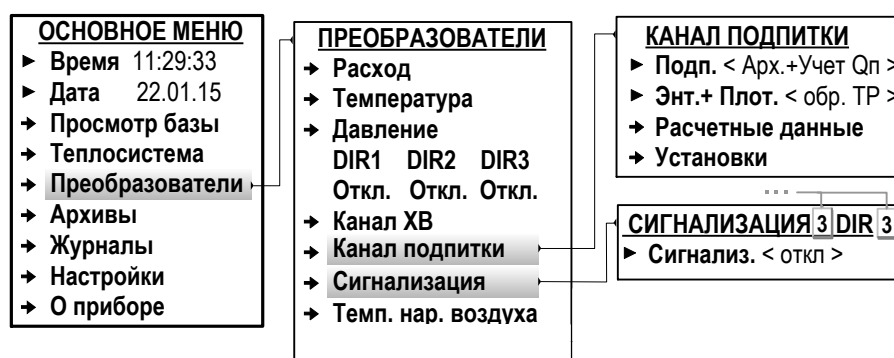 ОСНОВНОЕ МЕНЮ
Время 11:29:33
Дата 22.01.15
Просмотр базы
Теплосистема
Преобразователи
Архивы
Журналы
Настройки
О приборе
ПРЕОБРАЗОВАТЕЛИ
Расход
Температура
Давление
DIR1 DIR2 DIR3
Откл. Откл. Откл.
Канал ХВ
Канал подпитки
Сигнализация
Темп. нар. воздуха
КАНАЛ ПОДПИТКИ
Подп. < Арх.+Учет Qп >
Энт.+ Плот. < обр. ТР >
Расчетные данные
Установки
СИГНАЛИЗАЦИЯ 3 DIR 3
Сигнализ. < откл >